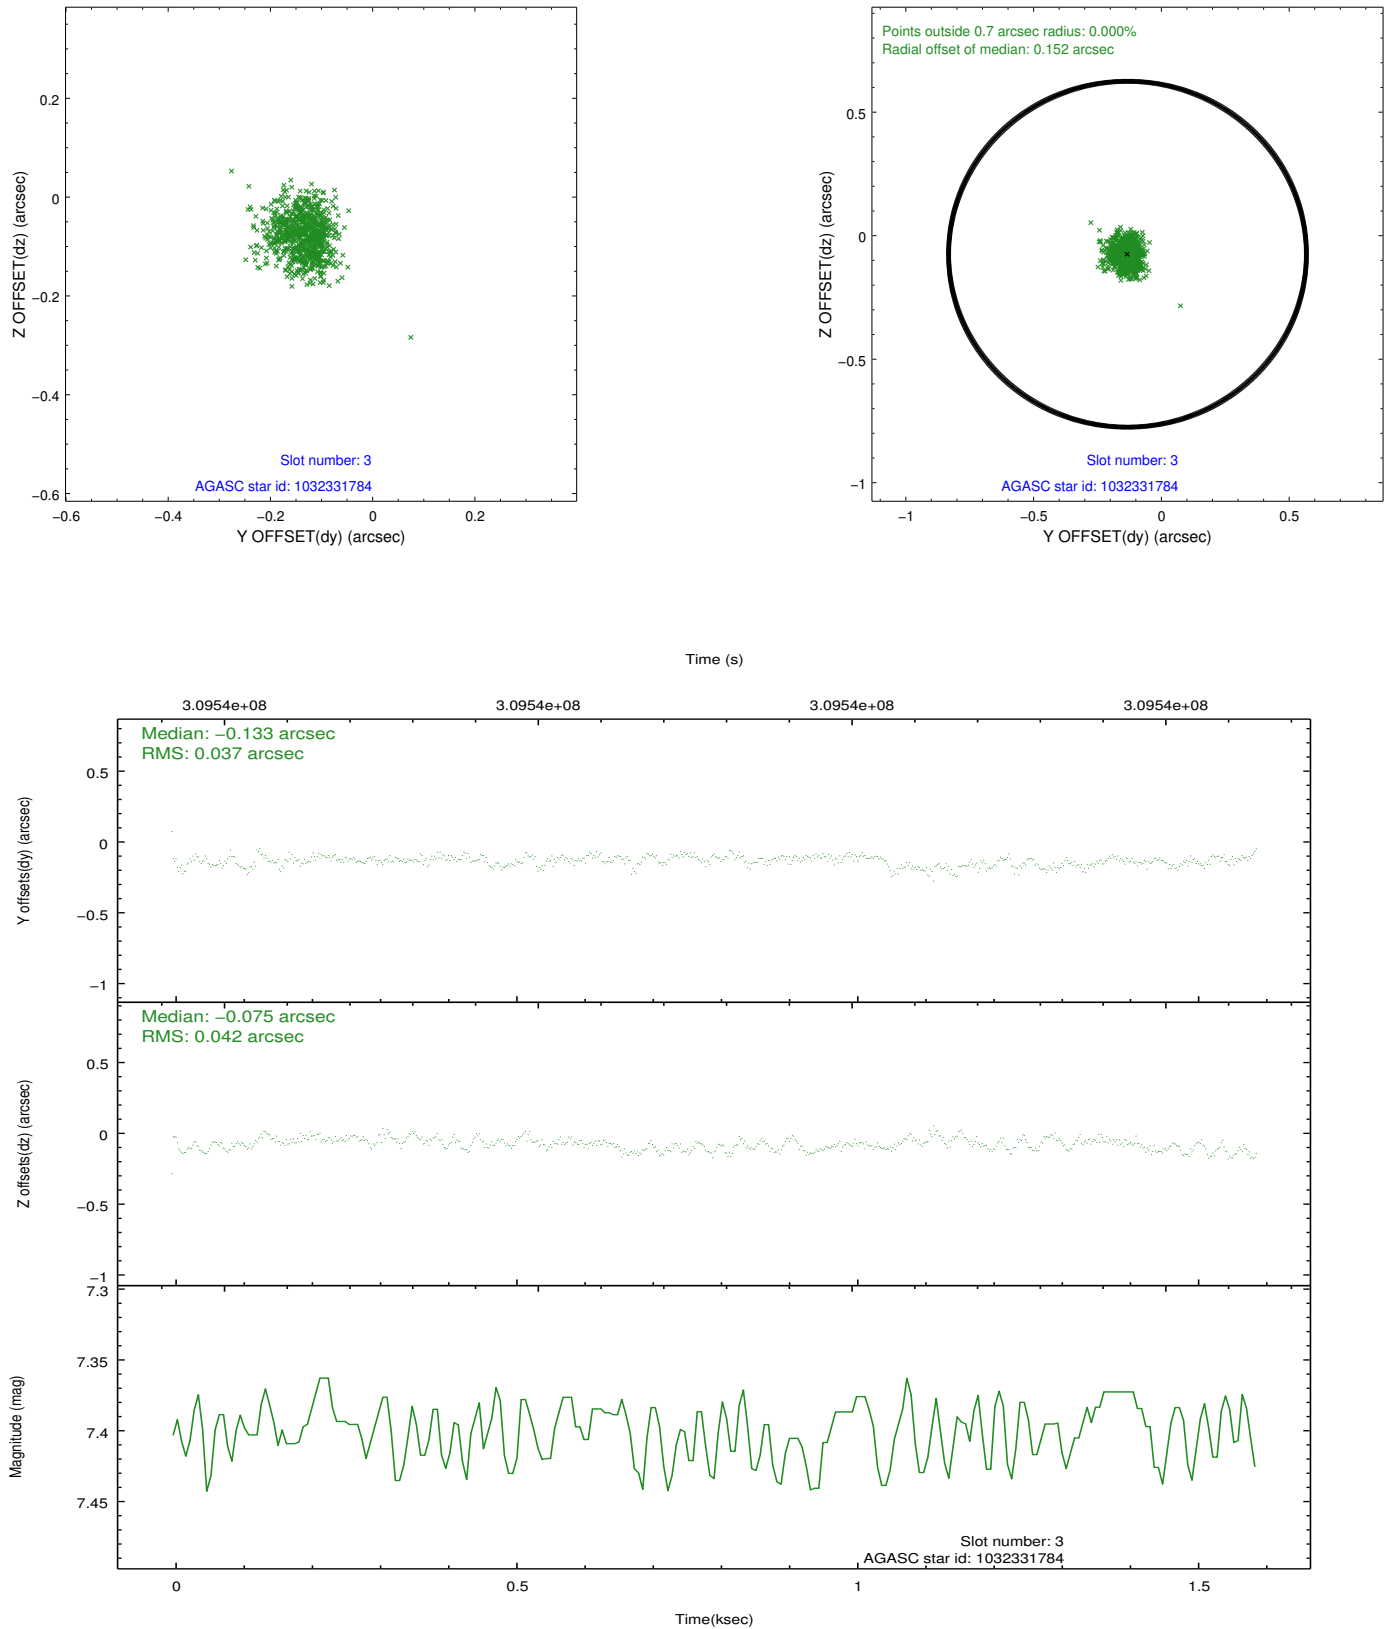 0.2
0
−0.2
−0.4
−0.6
Z OFFSET(dz) (arcsec)
Slot number: 3
AGASC star id: 1032331784
−0.6
−0.4
−0.2
0
0.2
Y OFFSET(dy) (arcsec)
Points outside 0.7 arcsec radius: 0.000%
Radial offset of median: 0.152 arcsec
0.5
0
−0.5
−1
Z OFFSET(dz) (arcsec)
Slot number: 3
AGASC star id: 1032331784
−1
−0.5
0
0.5
Y OFFSET(dy) (arcsec)
Time (s)
3.0954e+08
3.0954e+08
3.0954e+08
3.0954e+08
Median: −0.133 arcsec
RMS: 0.037 arcsec
0.5
0
−0.5
−1
Y offsets(dy) (arcsec)
Median: −0.075 arcsec
RMS: 0.042 arcsec
0.5
0
−0.5
−1
Z offsets(dz) (arcsec)
7.3
7.35
7.4
7.45
Magnitude (mag)
Slot number: 3
AGASC star id: 1032331784
0
0.5
1
1.5
Time(ksec)